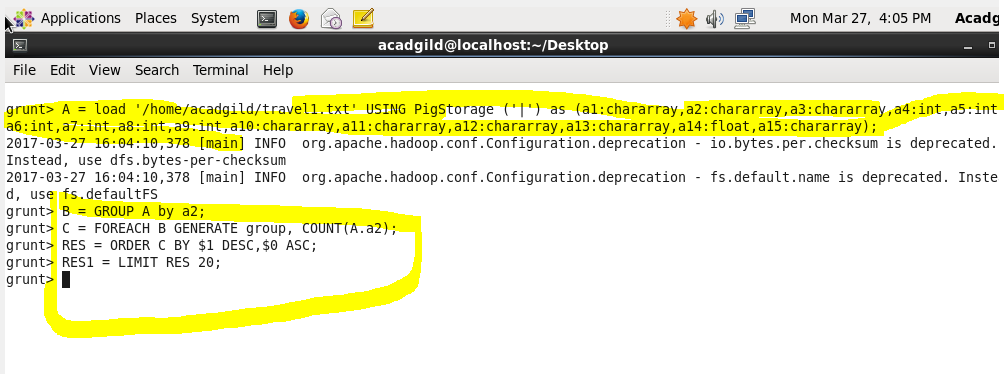 Applications Places System Mon Mar 27, 4:05 PM Acadg
acadgild@localhost:~/Desktop
File Edit View Search Terminal Help
grunt> A = load '/home/acadgild/travel1.txt' USING PigStorage ('|') as (a1:chararray,a2:chararray,a3:chararray,a4:int,a5:int
a6:int,a7:int,a8:int,a9:int,a10:chararray,a11:chararray,a12:chararray,a13:chararray,a14:float,a15:chararray);
2017-03-27 16:04:10,378 [main] INFO  org.apache.hadoop.conf.Configuration.deprecation - io.bytes.per.checksum is deprecated.
Instead, use dfs.bytes-per-checksum
2017-03-27 16:04:10,378 [main] INFO  org.apache.hadoop.conf.Configuration.deprecation - fs.default.name is deprecated. Inste
d, use fs.defaultFS
grunt> B = GROUP A by a2;
grunt> C = FOREACH B GENERATE group, COUNT(A.a2);
grunt> RES = ORDER C BY $1 DESC,$0 ASC;
grunt> RES1 = LIMIT RES 20;
grunt>